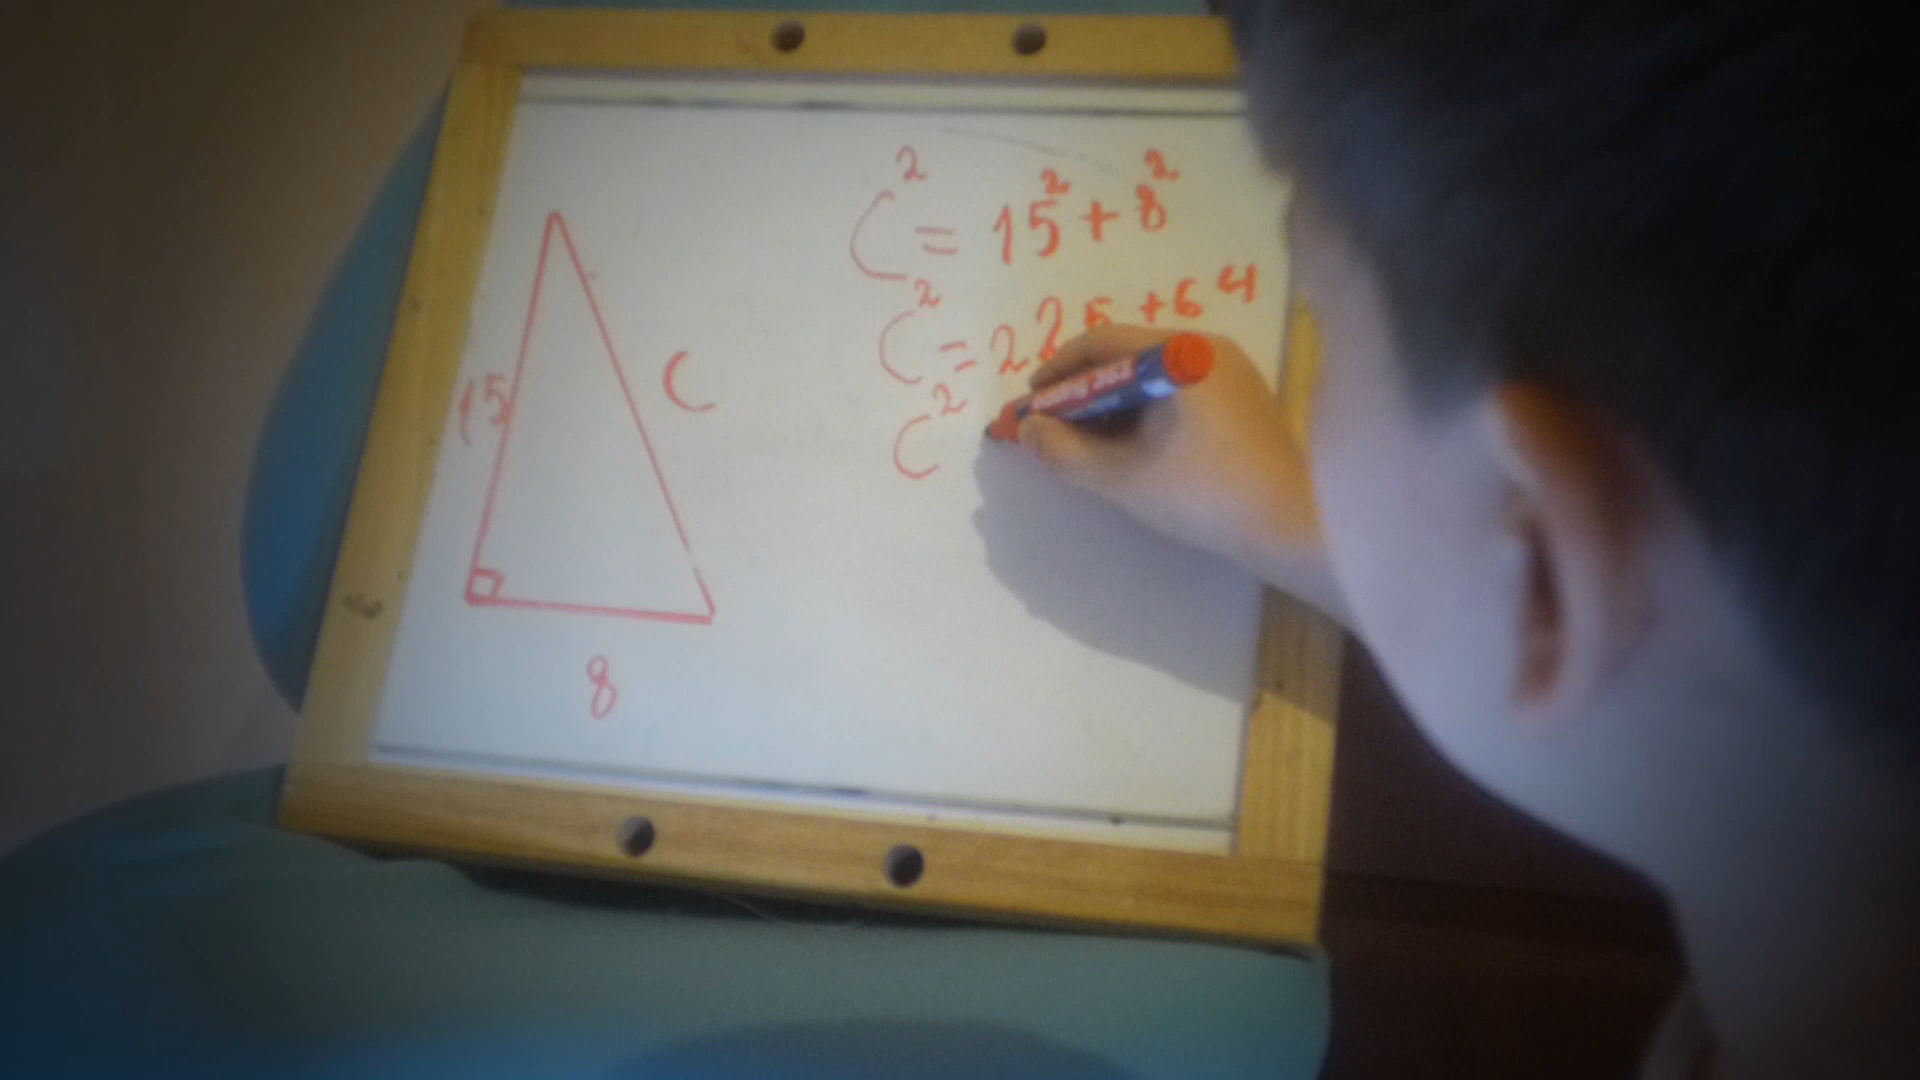 C² = 15² + 8²
C² = 225 + 64
C²
15
C
8